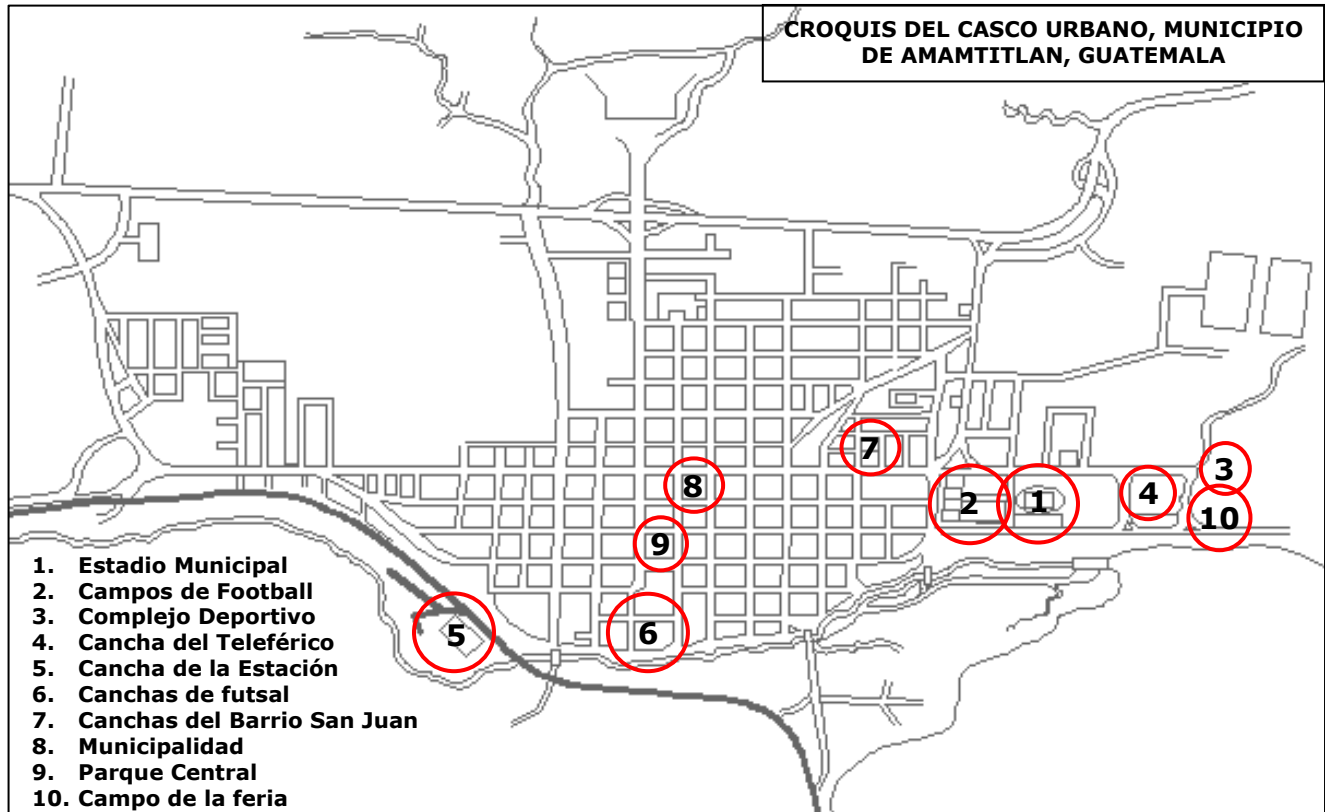 CROQUIS DEL CASCO URBANO, MUNICIPIO
DE AMAMTITLAN, GUATEMALA
7
8
2
1
4
3
10
9
5
6
1. Estadio Municipal
2. Campos de Football
3. Complejo Deportivo
4. Cancha del Teleférico
5. Cancha de la Estación
6. Canchas de futsal
7. Canchas del Barrio San Juan
8. Municipalidad
9. Parque Central
10. Campo de la feria